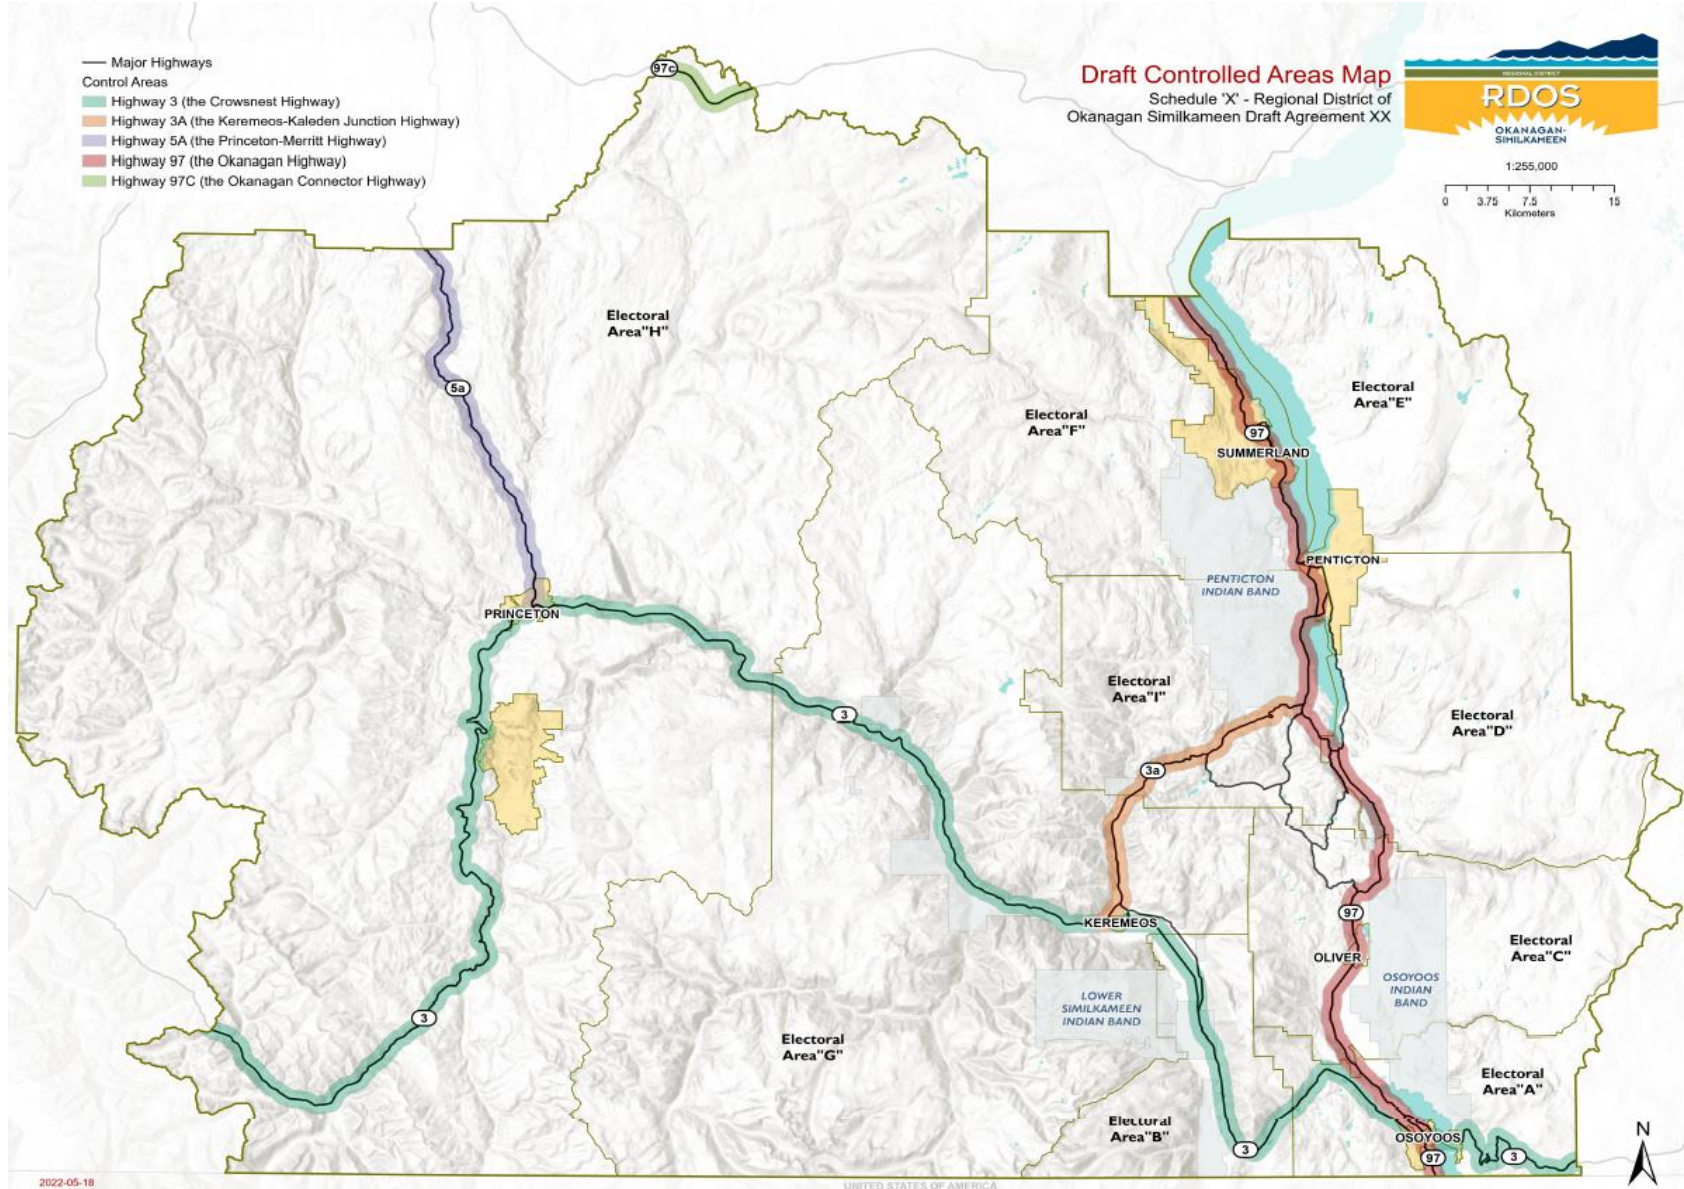 Major Highways
Control Areas
Highway 3 (the Crowsnest Highway)
Highway 3A (the Keremeos-Kaleden Junction Highway)
Highway 5A (the Princeton-Merritt Highway)
Highway 97 (the Okanagan Highway)
Highway 97C (the Okanagan Connector Highway)
97c
Draft Controlled Areas Map
Schedule 'X' - Regional District of
Okanagan Similkameen Draft Agreement XX
REGIONAL DISTRICT
RDOS
OKANAGAN-
SIMILKAMEEN
1:255,000
0 3.75 7.5 15
Kilometers
Electoral
Area"H"
5a
Electoral
Area"F"
Electoral
Area"E"
97
SUMMERLAND
PENTICTON
PENTICTON
INDIAN BAND
PRINCETON
Electoral
Area"I"
3
Electoral
Area"D"
3a
KEREMEOS
97
OLIVER
Electoral
Area"C"
OSOYOOS
INDIAN
BAND
LOWER
SIMILKAMEEN
INDIAN BAND
3
Electoral
Area"G"
Electoral
Area"A"
Electoral
Area"B"
3
OSOYOOS
97
3
N
2022-05-18
UNITED STATES OF AMERICA